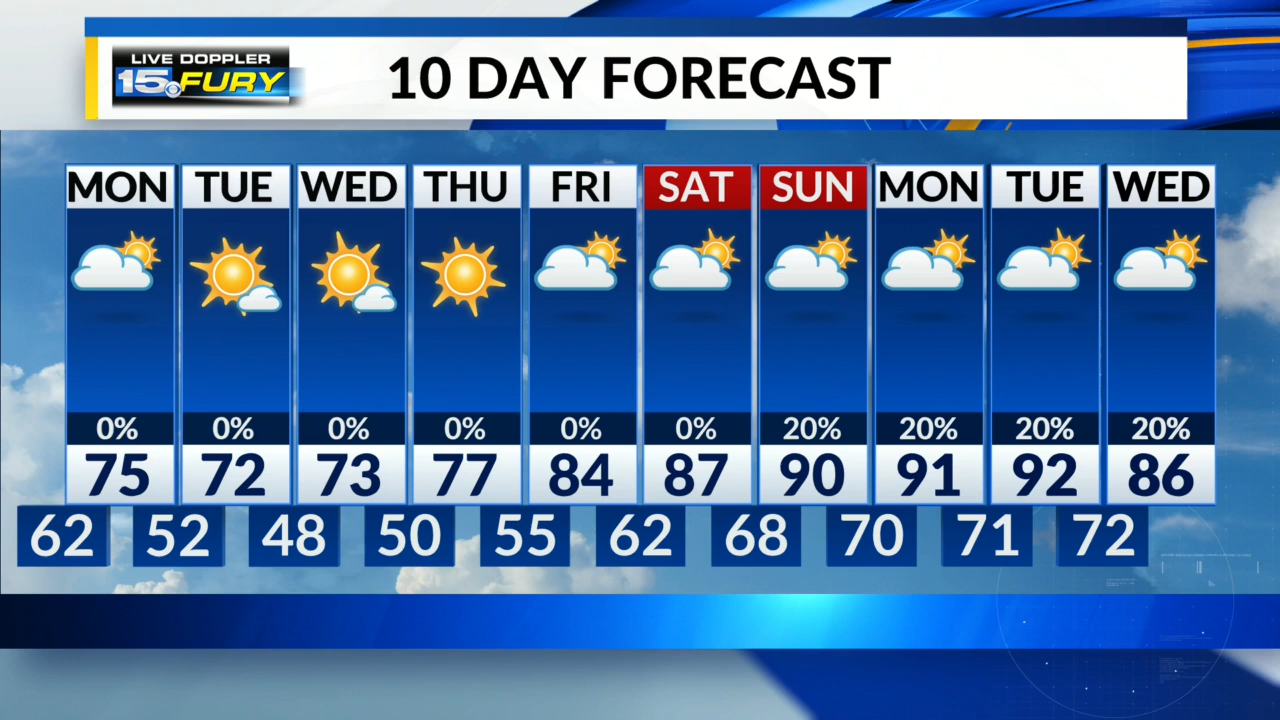 LIVE DOPPLER
15 FURY
10 DAY FORECAST
MON TUE WED THU FRI SAT SUN MON TUE WED
0% 0% 0% 0% 0% 0% 20% 20% 20% 20%
75 72 73 77 84 87 90 91 92 86
62 52 48 50 55 62 68 70 71 72